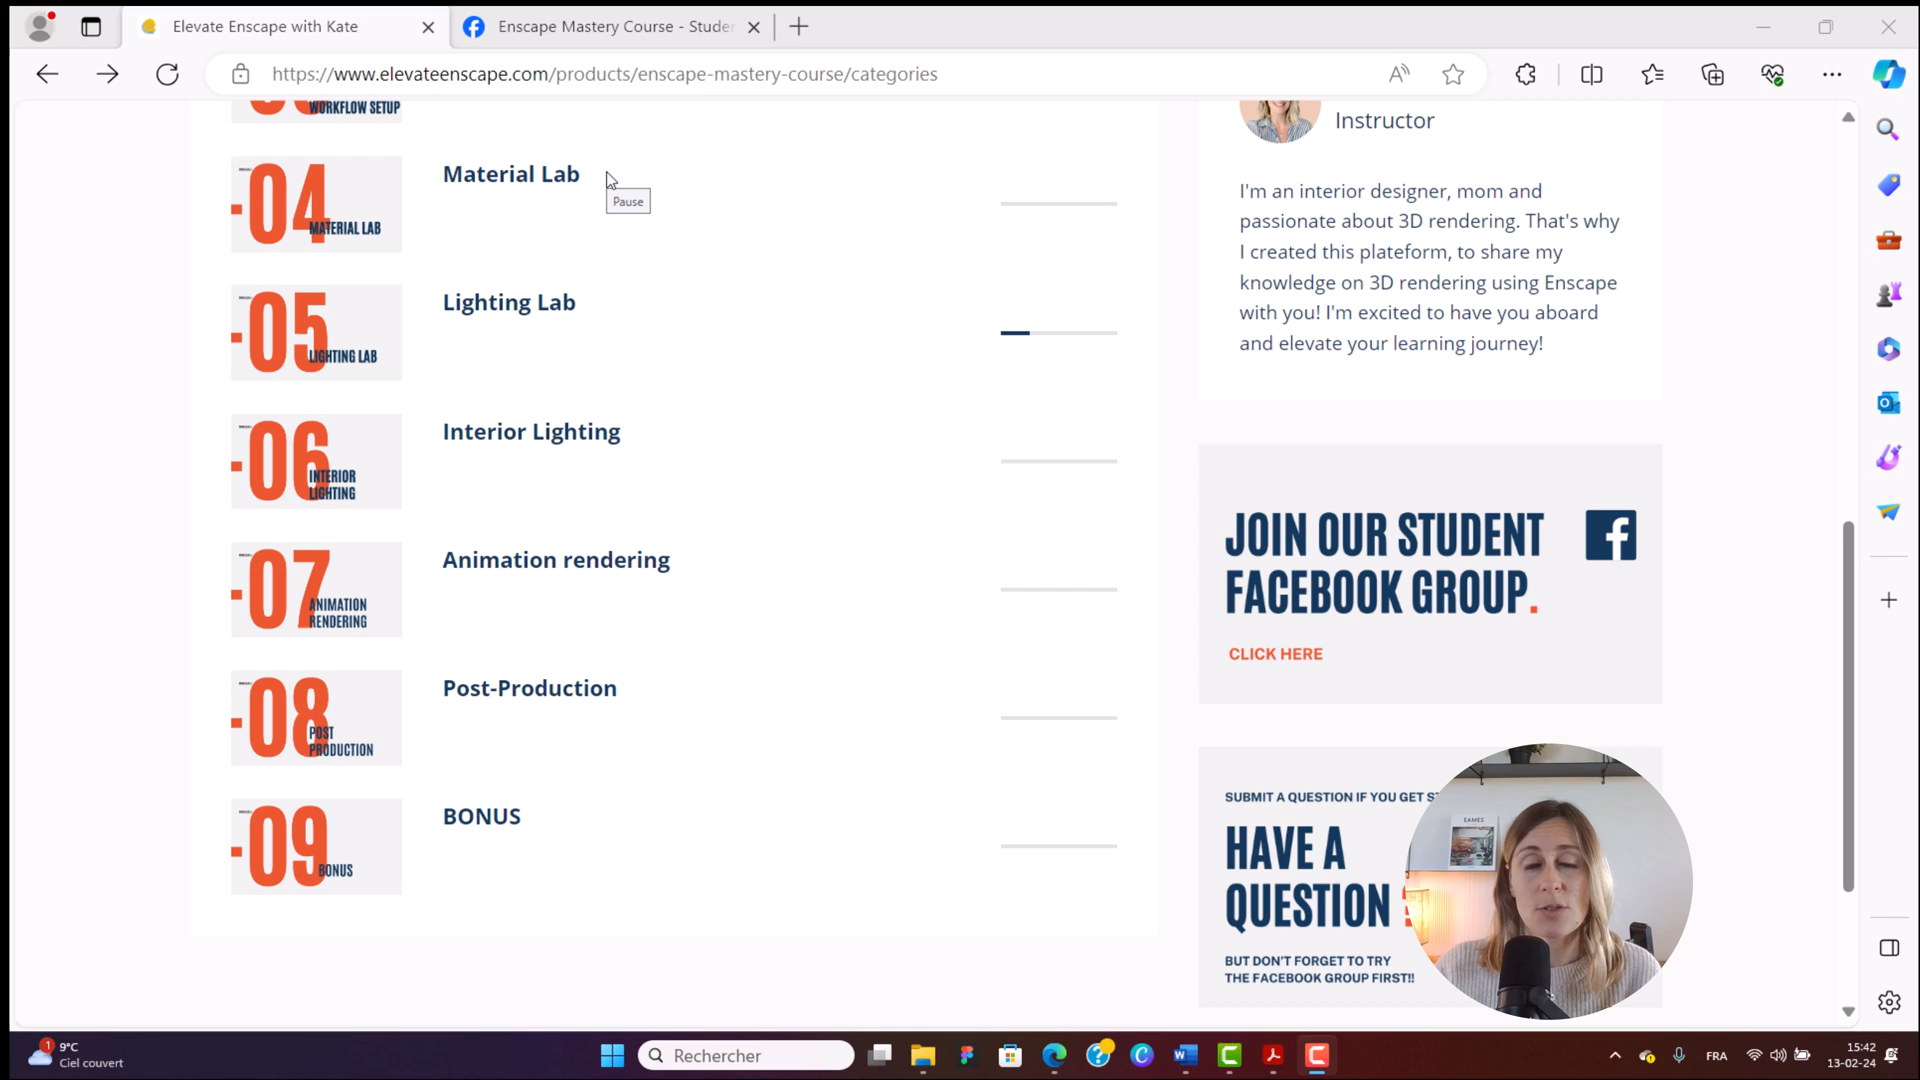 Elevate Enscape with Kate
Enscape Mastery Course - Studer
https://www.elevateenscape.com/products/enscape-mastery-course/categories
WORKFLOW SETUP
04
MATERIAL LAB
Material Lab
Pause
05
LIGHTING LAB
Lighting Lab
06
INTERIOR
LIGHTING
Interior Lighting
07
ANIMATION
RENDERING
Animation rendering
08
POST
PRODUCTION
Post-Production
09
BONUS
BONUS
Instructor
I'm an interior designer, mom and
passionate about 3D rendering. That's why
I created this plateform, to share my
knowledge on 3D rendering using Enscape
with you! I'm excited to have you aboard
and elevate your learning journey!
JOIN OUR STUDENT
FACEBOOK GROUP.
CLICK HERE
SUBMIT A QUESTION IF YOU GET
HAVE A
QUESTION
BUT DON'T FORGET TO TRY
THE FACEBOOK GROUP FIRST!!
EAMES
1
9°C
Ciel couvert
Rechercher
FRA
15:42
13-02-24